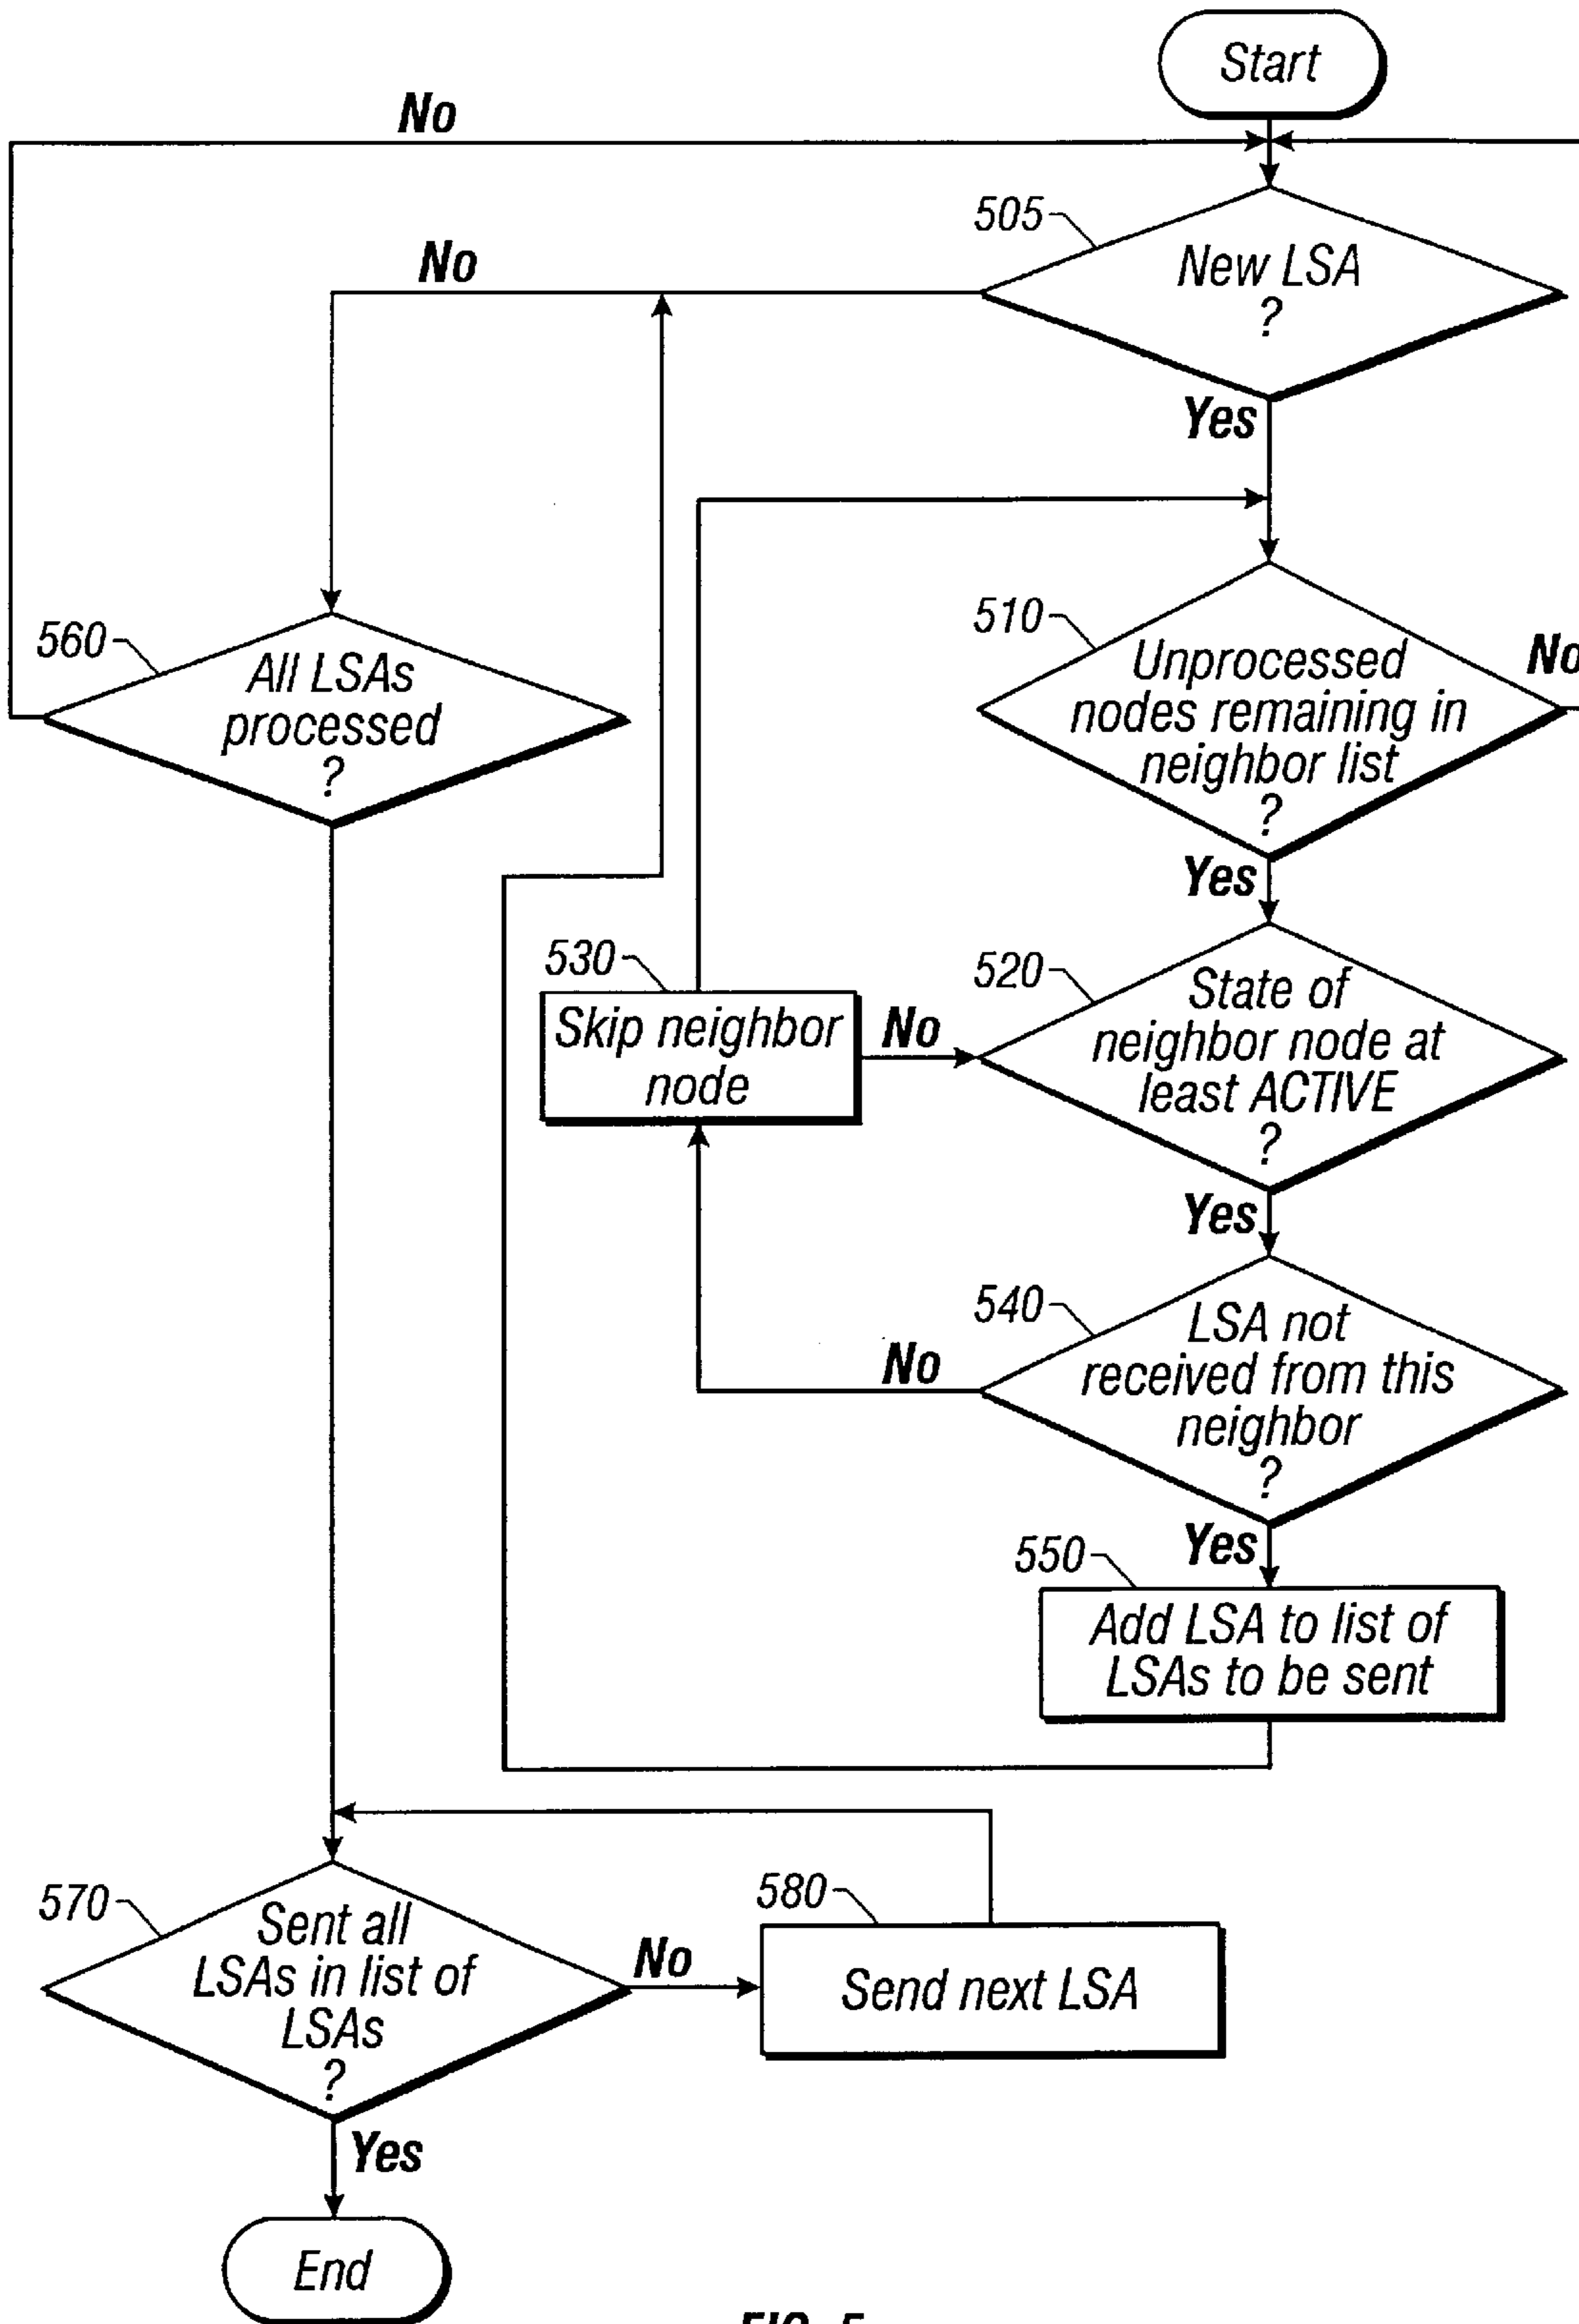 Start
No
505
New LSA
?
No
Yes
510
Unprocessed
nodes remaining in
neighbor list
?
No
560
All LSAs
processed
?
Yes
530
Skip neighbor
node
No
520
State of
neighbor node at
least ACTIVE
?
Yes
540
LSA not
received from this
neighbor
?
No
Yes
550
Add LSA to list of
LSAs to be sent
570
Sent all
LSAs in list of
LSAs
?
No
580
Send next LSA
Yes
End
FIG. 5